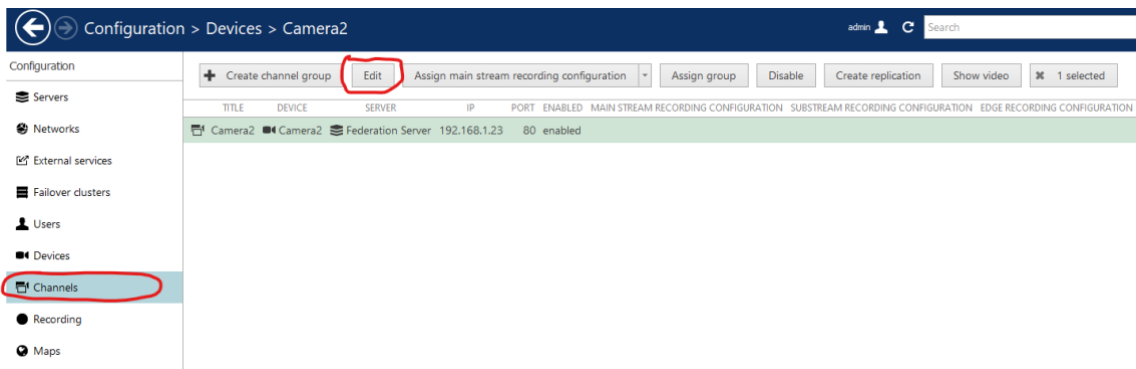 Configuration > Devices > Camera2
admin
Search
Configuration
Servers
Networks
External services
Failover clusters
Users
Devices
Channels
Recording
Maps
Create channel group Edit Assign main stream recording configuration Assign group Disable Create replication Show video 1 selected
TITLE DEVICE SERVER IP PORT ENABLED MAIN STREAM RECORDING CONFIGURATION SUBSTREAM RECORDING CONFIGURATION EDGE RECORDING CONFIGURATION
Camera2 Camera2 Federation Server 192.168.1.23 80 enabled